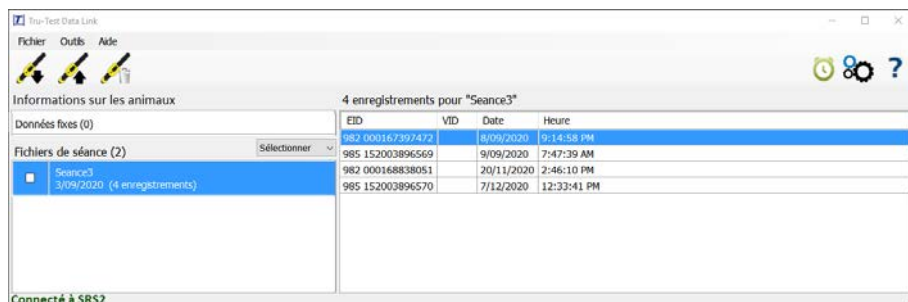 Tru-Test Data Link
Fichier Outils Aide
Informations sur les animaux
Données fixes (0)
Fichiers de séance (2)
Sélectionner
Seance3
3/09/2020 (4 enregistrements)
4 enregistrements pour "Seance3"
EID VID Date Heure
982 000167397472 8/09/2020 9:14:58 PM
985 152003896569 9/09/2020 7:47:39 AM
982 000168838051 20/11/2020 2:46:10 PM
985 152003896570 7/12/2020 12:33:41 PM
Connecté à SRS2